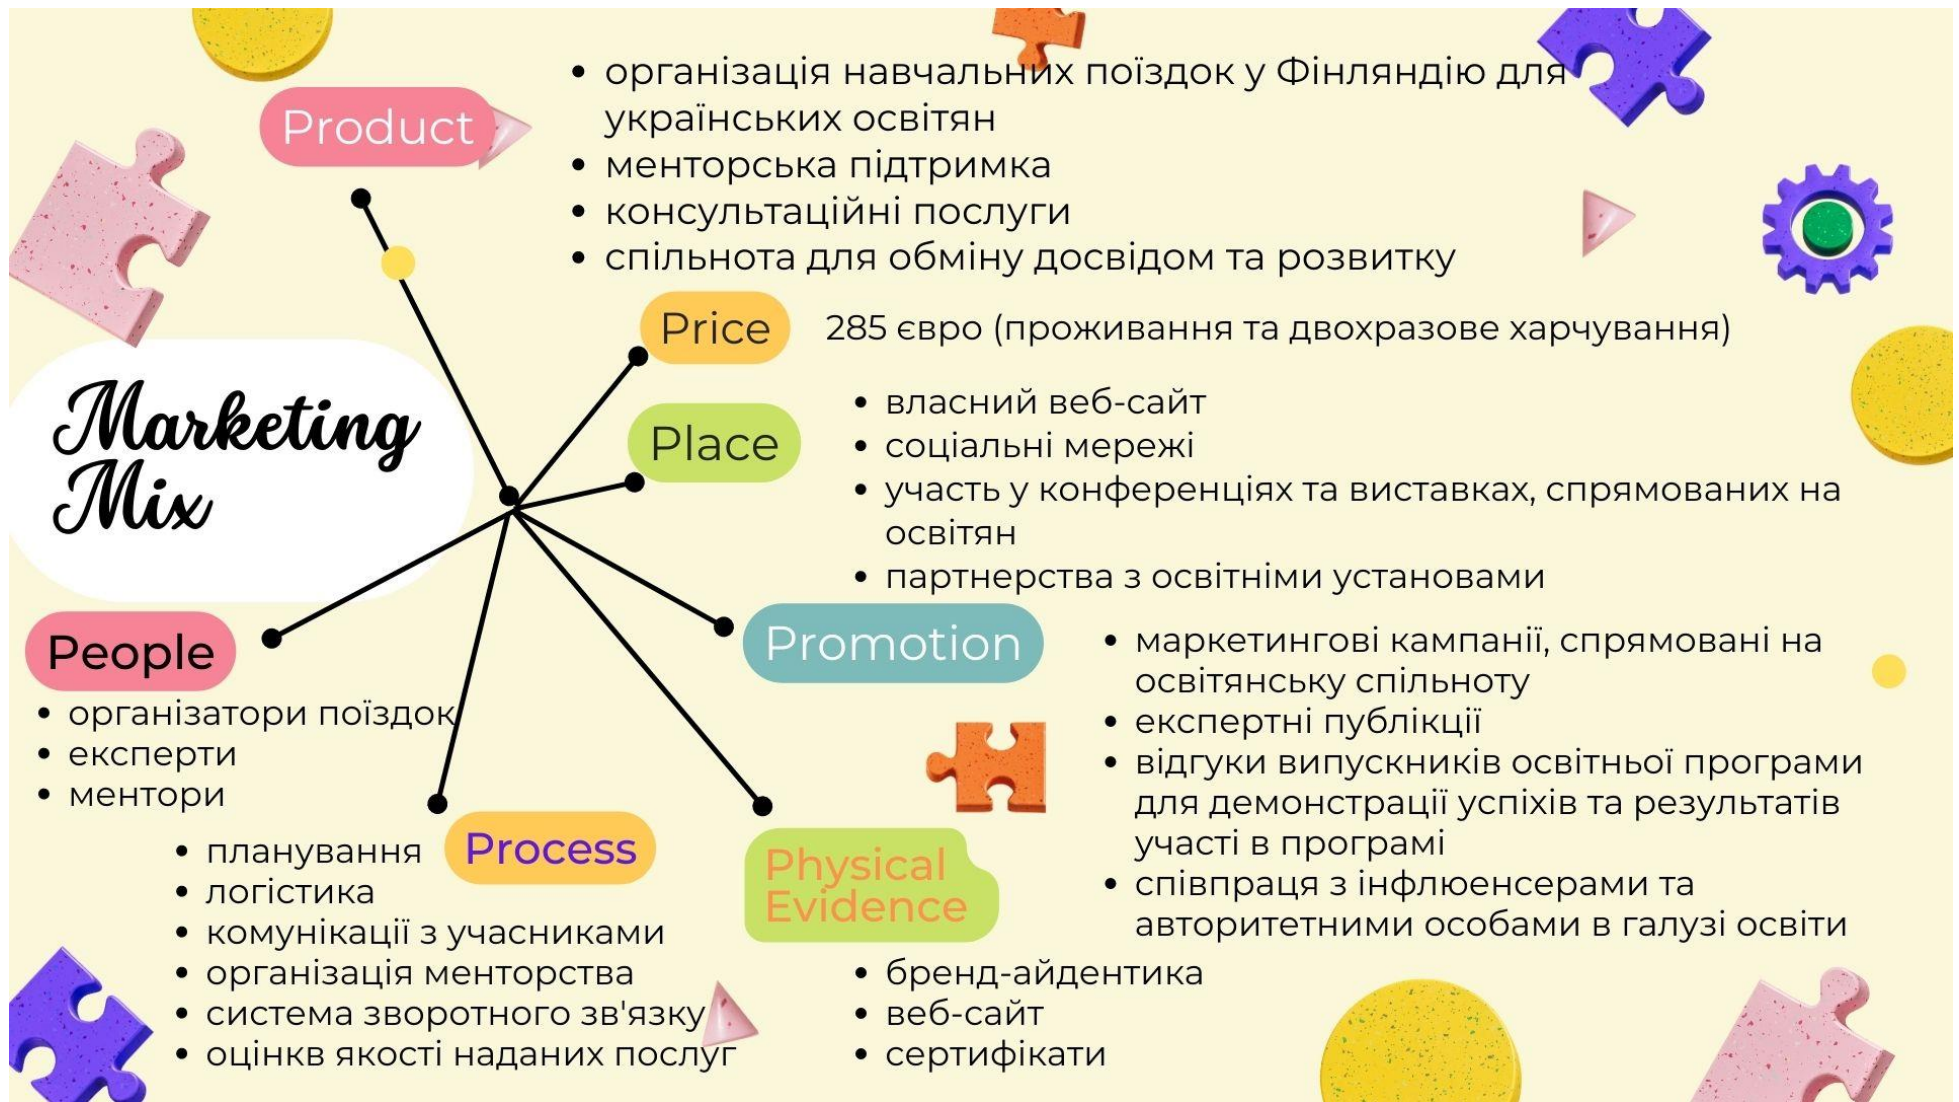 Marketing
Mix
Product
• організація навчальних поїздок у Фінляндію для
українських освітян
• менторська підтримка
• консультаційні послуги
• спільнота для обміну досвідом та розвитку
Price
285 євро (проживання та двохразове харчування)
Place
• власний веб-сайт
• соціальні мережі
• участь у конференціях та виставках, спрямованих на
освітян
• партнерства з освітніми установами
Promotion
• маркетингові кампанії, спрямовані на
освітянську спільноту
• експертні публікції
• відгуки випускників освітньої програми
для демонстрації успіхів та результатів
участі в програмі
• співпраця з інфлюенсерами та
авторитетними особами в галузі освіти
People
• організатори поїздок
• експерти
• ментори
Process
• планування
• логістика
• комунікації з учасниками
• організація менторства
• система зворотного зв'язку
• оцінкв якості наданих послуг
Physical
Evidence
• бренд-айдентика
• веб-сайт
• сертифікати